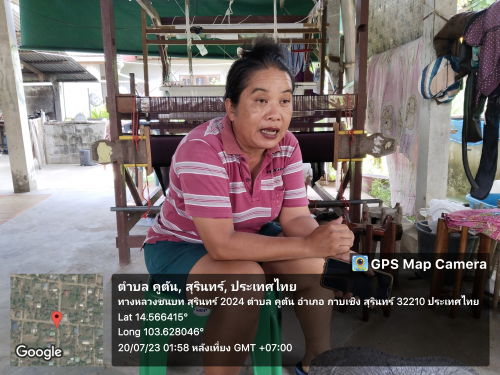 GPS Map Camera
ตำบล คูตัน, สุรินทร์, ประเทศไทย
ทางหลวงชนบท สุรินทร์ 2024 ตำบล คูตัน อำเภอ กาบเชิง สุรินทร์ 32210 ประเทศไทย
Lat 14.566415°
Long 103.628046°
20/07/23 01:58 หลังเที่ยง GMT +07:00
Google